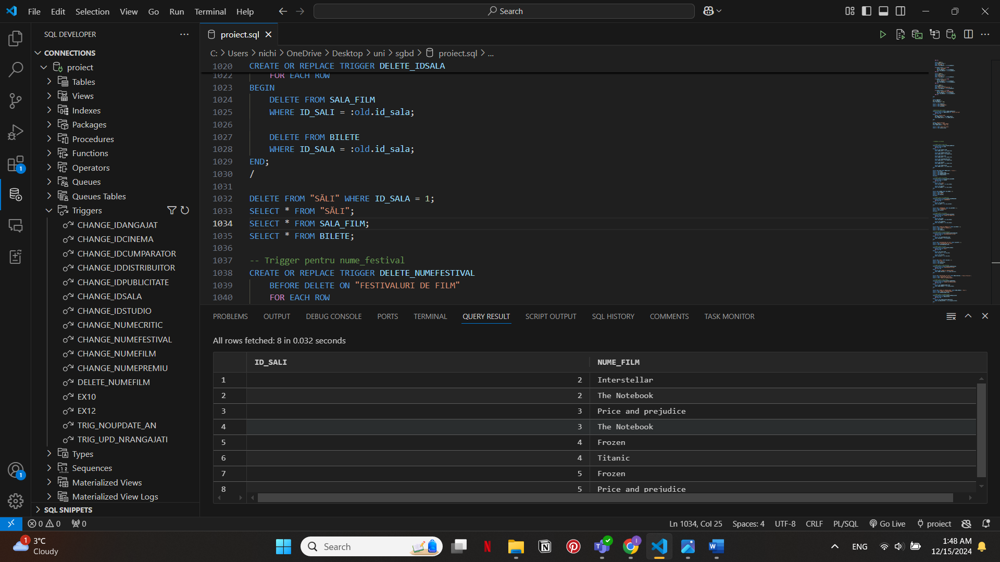 File Edit Selection View Go Run Terminal Help
Search
SQL DEVELOPER
CONNECTIONS
proiect
Tables
Views
Indexes
Packages
Procedures
Functions
Operators
Queues
Queues Tables
Triggers
CHANGE_IDANGAJAT
CHANGE_IDCINEMA
CHANGE_IDCUMPARATOR
CHANGE_IDDISTRIBUITOR
CHANGE_IDPUBLICITATE
CHANGE_IDSALA
CHANGE_IDSTUDIO
CHANGE_NUMECRITIC
CHANGE_NUMEFESTIVAL
CHANGE_NUMEFILM
CHANGE_NUMEPREMIU
DELETE_NUMEFILM
EX10
EX12
TRIG_NOUPDATE_AN
TRIG_UPD_NRANGAJATI
Types
Sequences
Materialized Views
Materialized View Logs
SQL SNIPPETS
1
1
proiect.sql
C: > Users > nichi > OneDrive > Desktop > uni > sgbd > proiect.sql > ...
1020 CREATE OR REPLACE TRIGGER DELETE_IDSALA
1022 FOR EACH ROW
1023 BEGIN
1024 DELETE FROM SALA_FILM
1025 WHERE ID_SALI = :old.id_sala;
1026
1027 DELETE FROM BILETE
1028 WHERE ID_SALA = :old.id_sala;
1029 END;
1030 /
1031
1032 DELETE FROM "SĂLI" WHERE ID_SALA = 1;
1033 SELECT * FROM "SĂLI";
1034 SELECT * FROM SALA_FILM;
1035 SELECT * FROM BILETE;
1036
1037 -- Trigger pentru nume_festival
1038 CREATE OR REPLACE TRIGGER DELETE_NUMEFESTIVAL
1039 BEFORE DELETE ON "FESTIVALURI DE FILM"
1040 FOR EACH ROW
PROBLEMS OUTPUT DEBUG CONSOLE PORTS TERMINAL QUERY RESULT SCRIPT OUTPUT SQL HISTORY COMMENTS TASK MONITOR
All rows fetched: 8 in 0.032 seconds
ID_SALI NUME_FILM
1 2 Interstellar
2 2 The Notebook
3 3 Price and prejudice
4 3 The Notebook
5 4 Frozen
6 4 Titanic
7 5 Frozen
8 5 Price and prejudice
0 0 0
Ln 1034, Col 25 Spaces: 4 UTF-8 CRLF PL/SQL Go Live proiect
1
3°C
Cloudy
Search
ENG
1:48 AM
12/15/2024